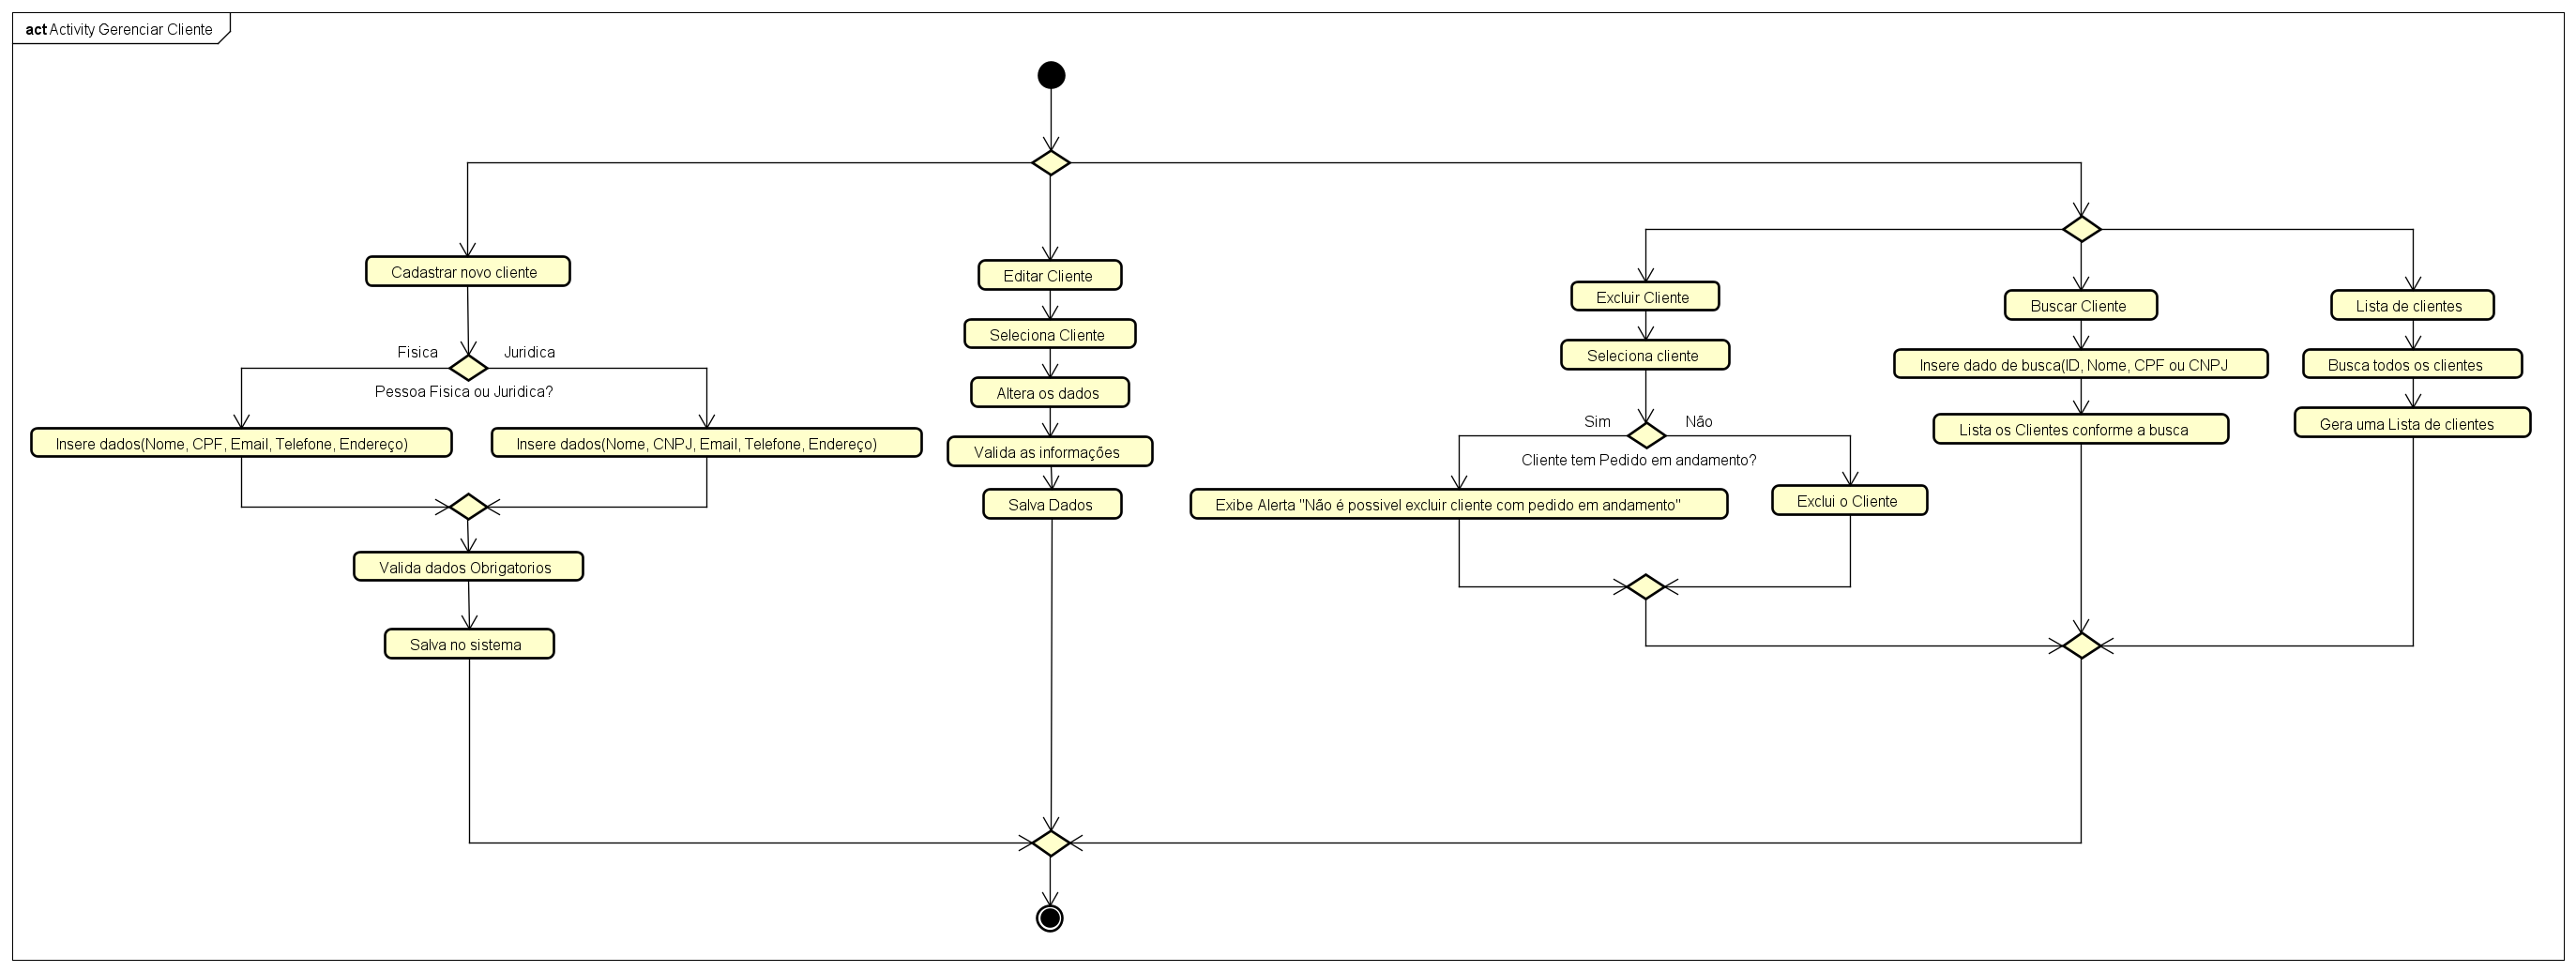 act Activity Gerenciar Cliente
Cadastrar novo cliente
Fisica
Juridica
Pessoa Fisica ou Juridica?
Insere dados(Nome, CPF, Email, Telefone, Endereço)
Insere dados(Nome, CNPJ, Email, Telefone, Endereço)
Valida dados Obrigatorios
Salva no sistema
Editar Cliente
Seleciona Cliente
Altera os dados
Valida as informações
Salva Dados
Excluir Cliente
Seleciona cliente
Sim
Não
Cliente tem Pedido em andamento?
Exibe Alerta "Não é possivel excluir cliente com pedido em andamento"
Exclui o Cliente
Buscar Cliente
Insere dado de busca(ID, Nome, CPF ou CNPJ
Lista os Clientes conforme a busca
Lista de clientes
Busca todos os clientes
Gera uma Lista de clientes